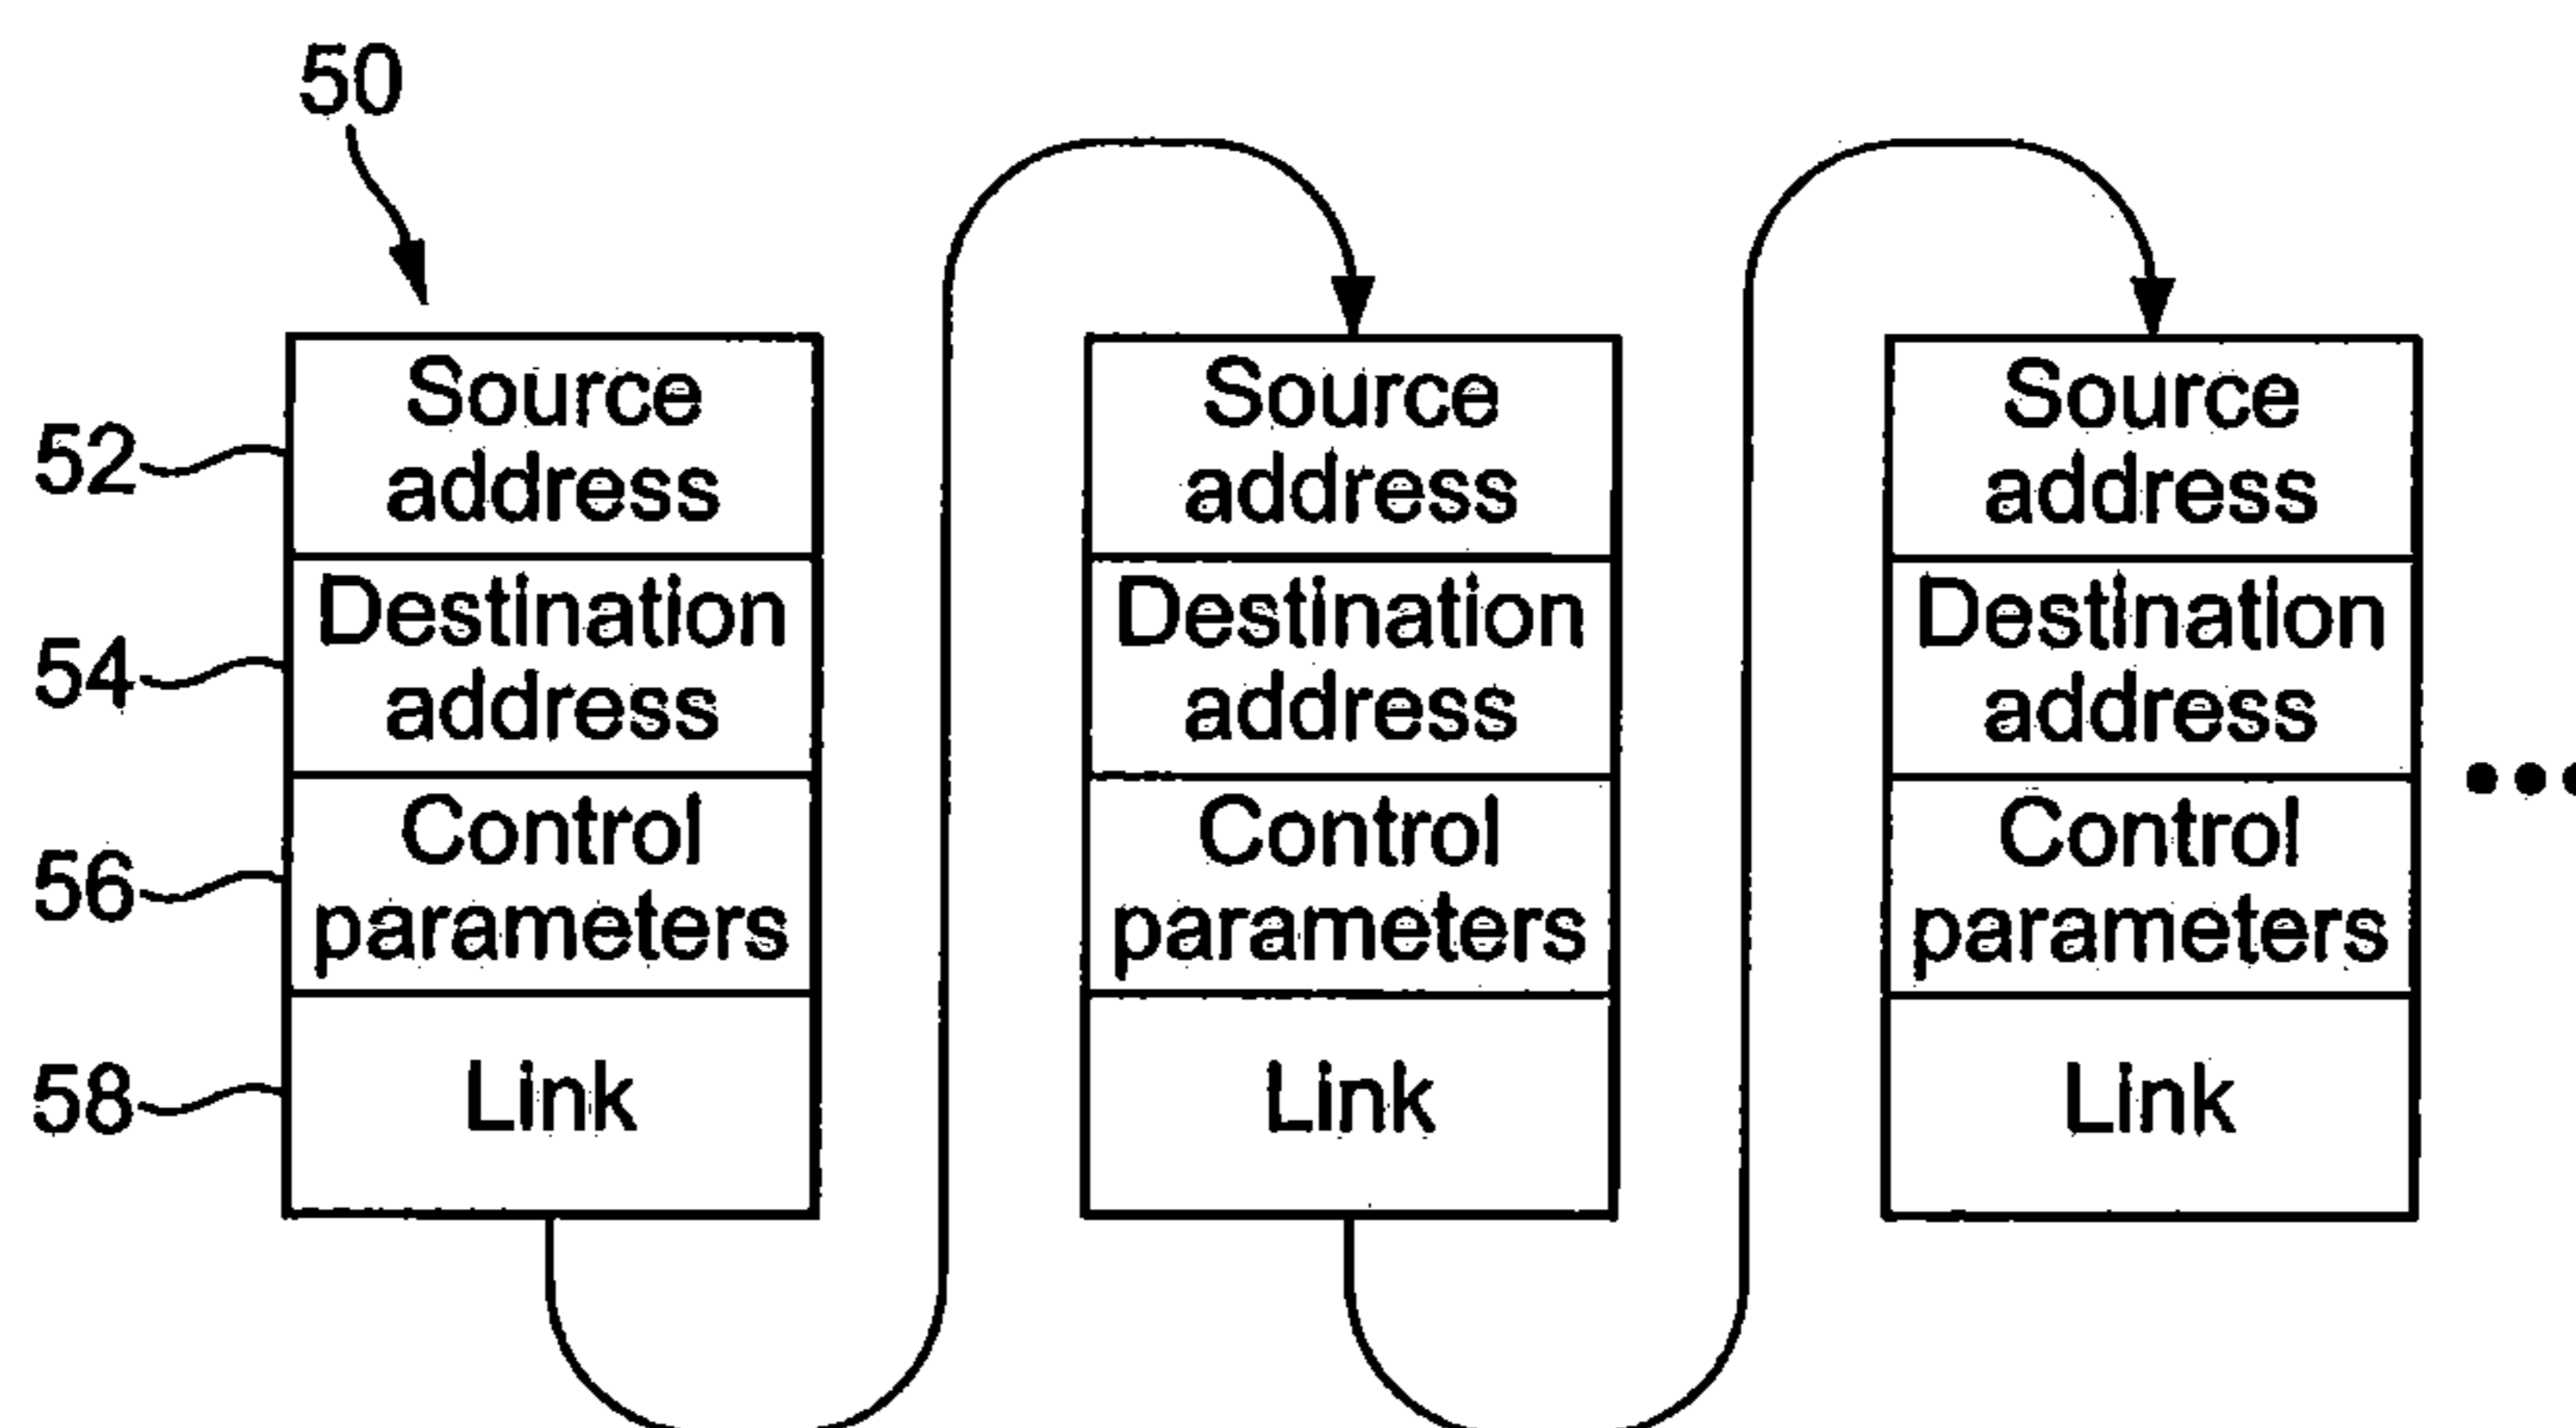 50
52
Source
address
54
Destination
address
56
Control
parameters
58
Link
Source
address
Destination
address
Control
parameters
Link
Source
address
Destination
address
Control
parameters
Link